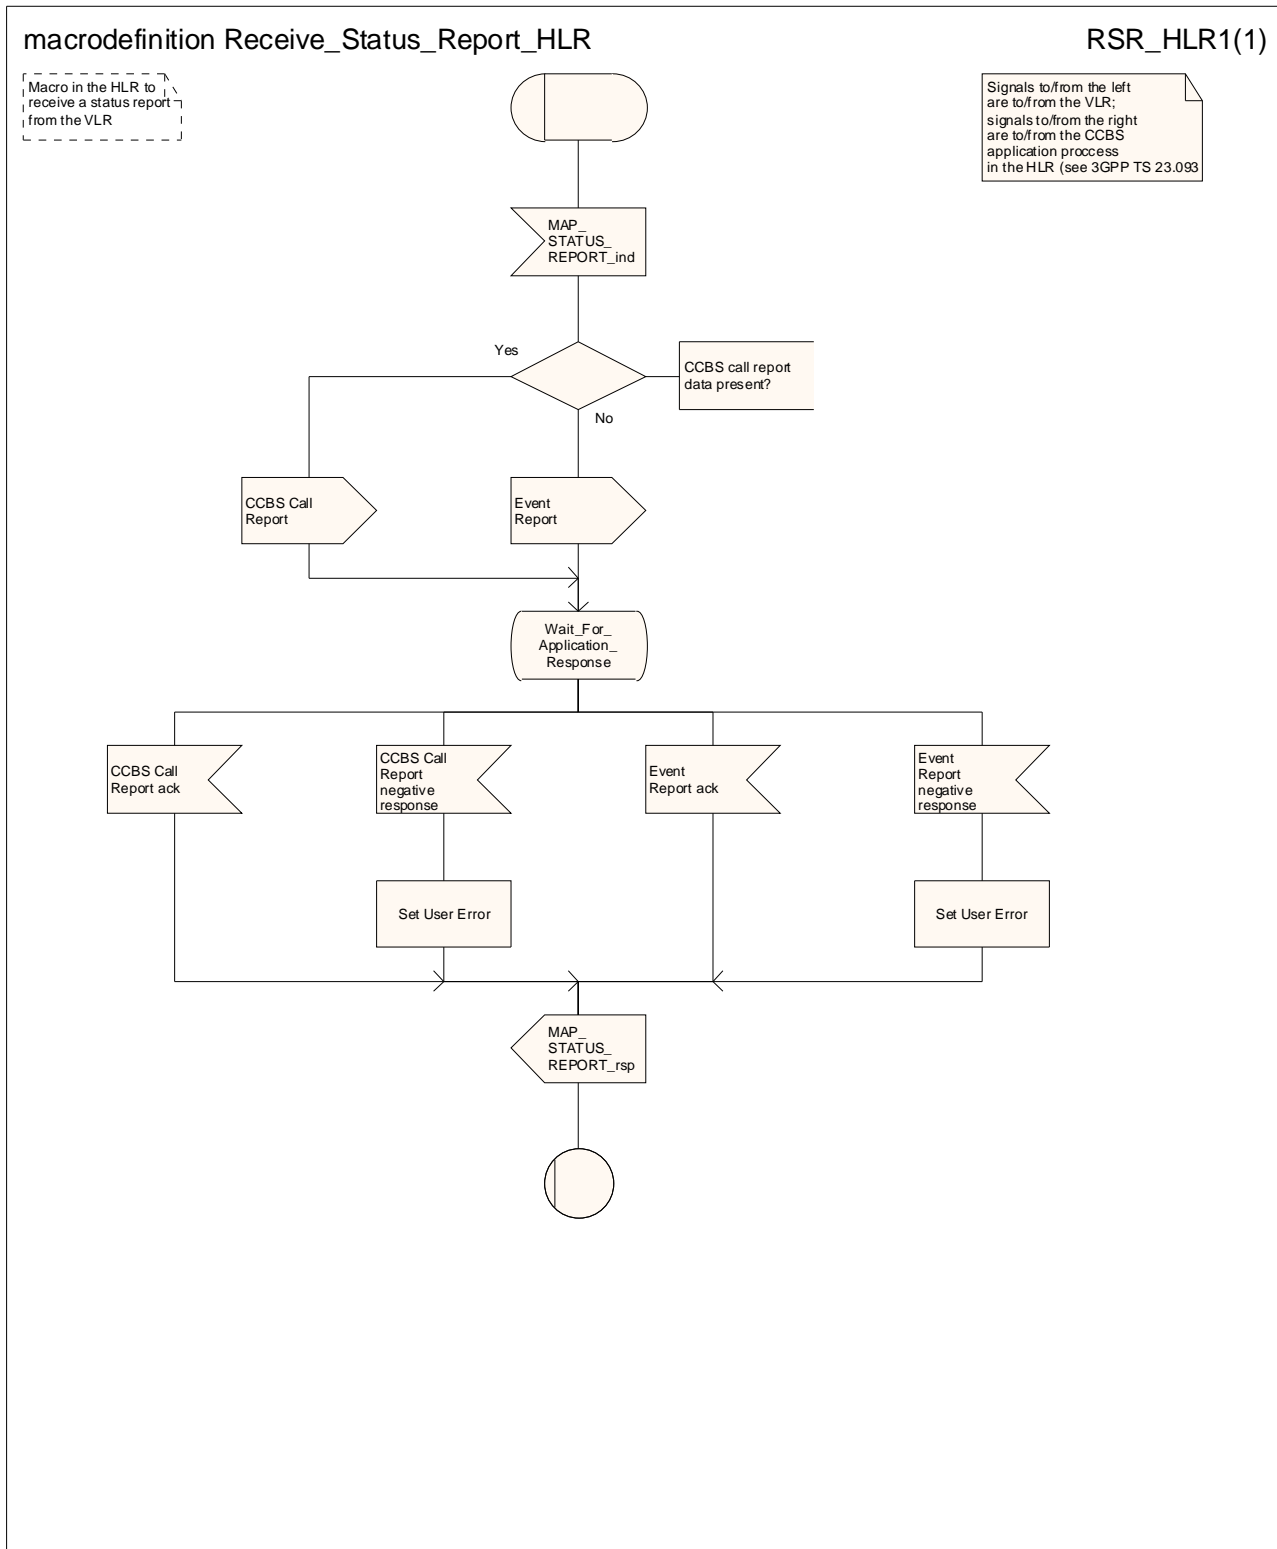 macrodefinition Receive_Status_Report_HLR
RSR_HLR1(1)
Macro in the HLR to
receive a status report
from the VLR
Signals to/from the left
are to/from the VLR;
signals to/from the right
are to/from the CCBS
application proccess
in the HLR (see 3GPP TS 23.093
MAP_
STATUS_
REPORT_ind
Yes
CCBS call report
data present?
No
CCBS Call
Report
Event
Report
Wait_For_
Application_
Response
CCBS Call
Report ack
CCBS Call
Report
negative
response
Event
Report ack
Event
Report
negative
response
Set User Error
Set User Error
MAP_
STATUS_
REPORT_rsp